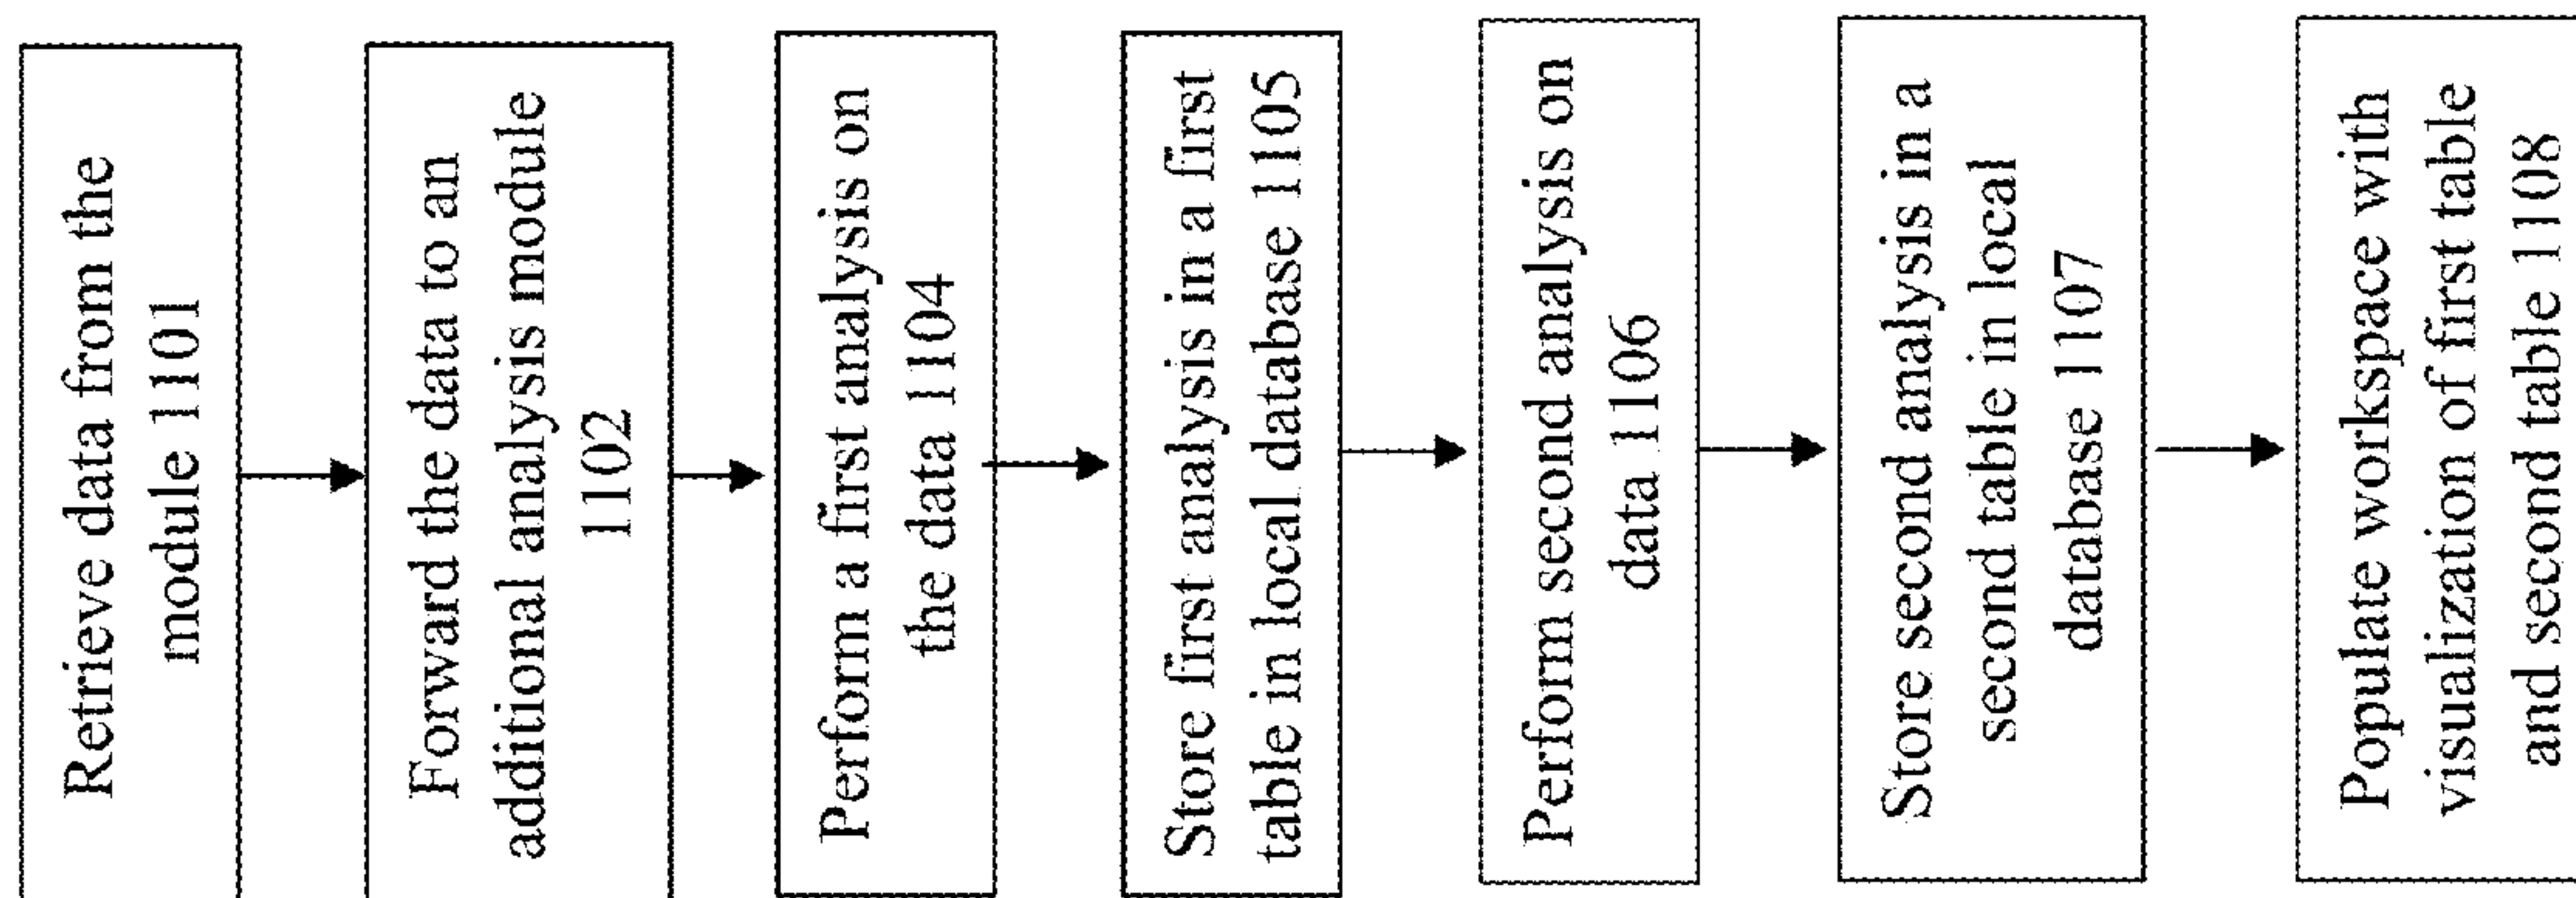 Retrieve data from the
module 1101
Forward the data to an
additional analysis module
1102
Perform a first analysis on
the data 1104
Store first analysis in a first
table in local database 1105
Perform second analysis on
data 1106
Store second analysis in a
second table in local
database 1107
Populate workspace with
visualization of first table
and second table 1108